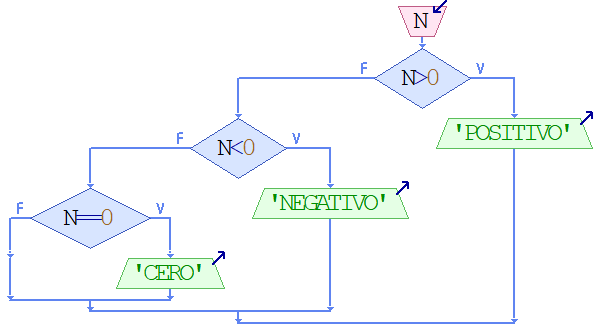 N
F
N>0
V
'POSITIVO'
F
N<0
V
'NEGATIVO'
F
N==0
V
'CERO'